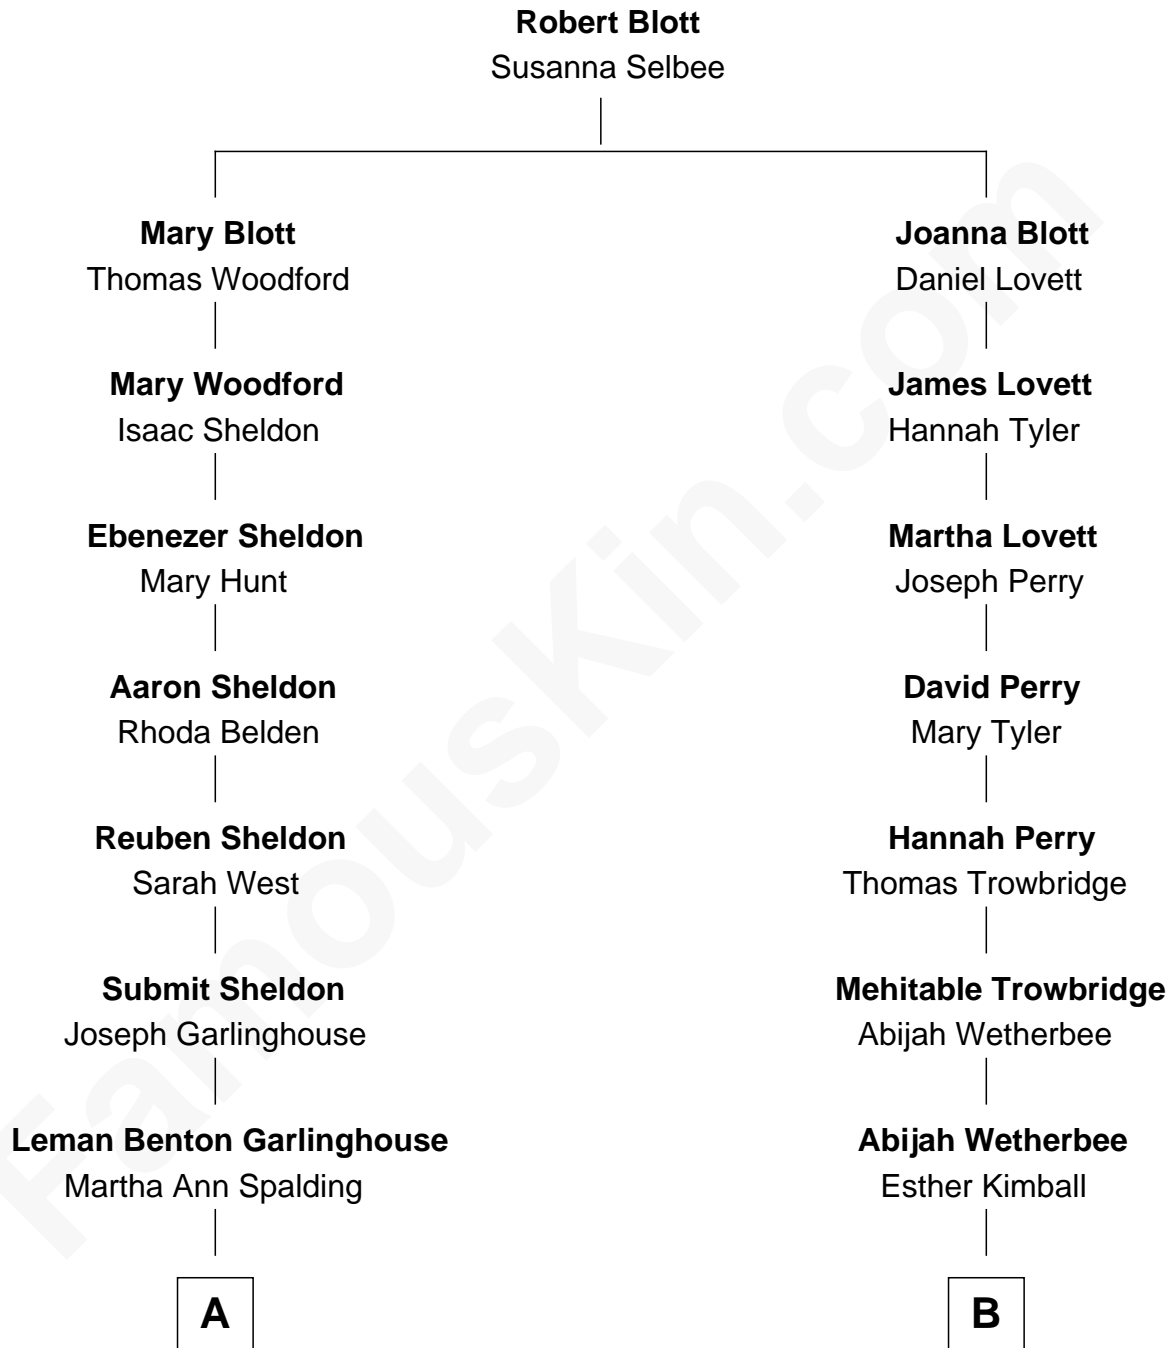 Robert Blott
Susanna Selbee
Mary Blott
Thomas Woodford
Joanna Blott
Daniel Lovett
Mary Woodford
Isaac Sheldon
James Lovett
Hannah Tyler
Ebenezer Sheldon
Mary Hunt
Martha Lovett
Joseph Perry
Aaron Sheldon
Rhoda Belden
David Perry
Mary Tyler
Reuben Sheldon
Sarah West
Hannah Perry
Thomas Trowbridge
Submit Sheldon
Joseph Garlinghouse
Mehitable Trowbridge
Abijah Wetherbee
Leman Benton Garlinghouse
Martha Ann Spalding
Abijah Wetherbee
Esther Kimball
A
B
FamousKin.com